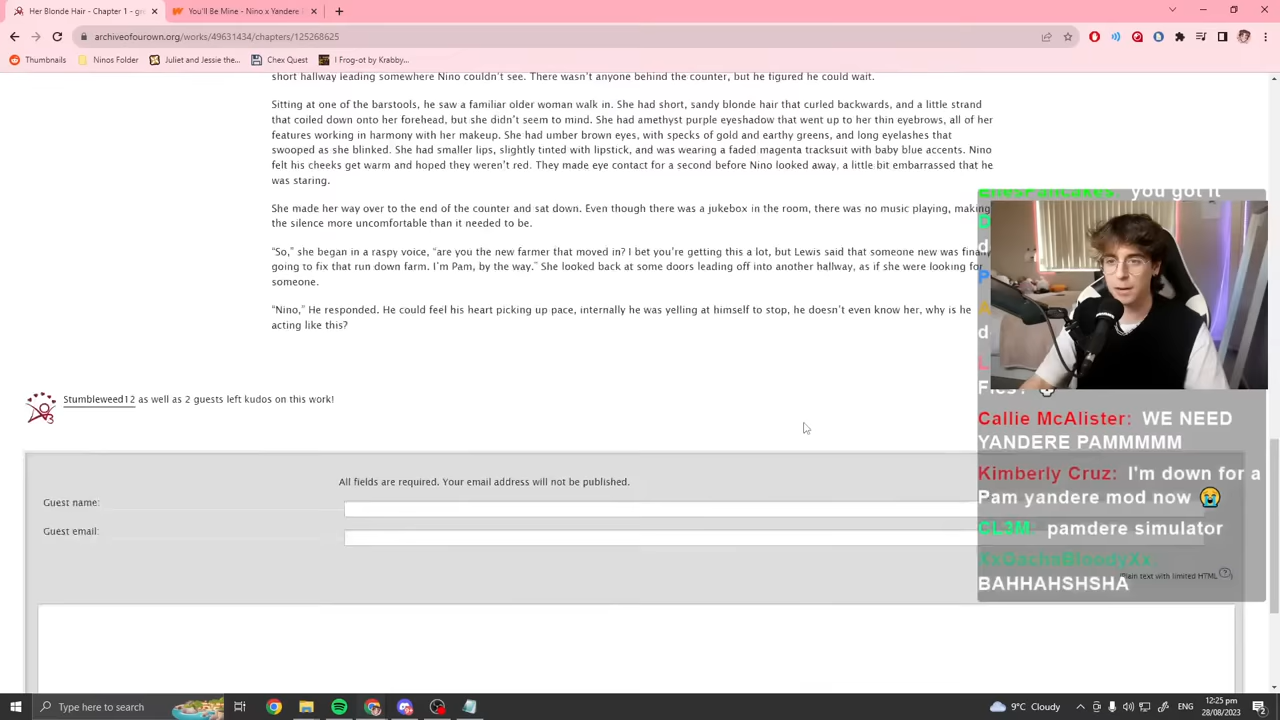 Her Blonde Hair - Chapter 1 - gr
You'll Be Mine - Nino x Yandere
archiveofourown.org/works/49631434/chapters/125268625
Thumbnails
Ninos Folder
Juliet and Jessie the...
Chex Quest
I Frog-ot by Krabby...
short hallway leading somewhere Nino couldn't see. There wasn't anyone behind the counter, but he figured he could wait.
Sitting at one of the barstools, he saw a familiar older woman walk in. She had short, sandy blonde hair that curled backwards, and a little strand
that coiled down onto her forehead, but she didn't seem to mind. She had amethyst purple eyeshadow that went up to her thin eyebrows, all of her
features working in harmony with her makeup. She had umber brown eyes, with specks of gold and earthy greens, and long eyelashes that
swooped as she blinked. She had smaller lips, slightly tinted with lipstick, and was wearing a faded magenta tracksuit with baby blue accents. Nino
felt his cheeks get warm and hoped they weren't red. They made eye contact for a second before Nino looked away, a little bit embarrassed that he
was staring.
She made her way over to the end of the counter and sat down. Even though there was a jukebox in the room, there was no music playing, making
the silence more uncomfortable than it needed to be.
“So,” she began in a raspy voice, “are you the new farmer that moved in? I bet you're getting this a lot, but Lewis said that someone new was finally
going to fix that run down farm. I'm Pam, by the way.” She looked back at some doors leading off into another hallway, as if she were looking for
someone.
“Nino,” He responded. He could feel his heart picking up pace, internally he was yelling at himself to stop, he doesn't even know her, why is he
acting like this?
Stumbleweed12 as well as 2 guests left kudos on this work!
All fields are required. Your email address will not be published.
Guest name:
Guest email:
Plain text with limited HTML ?
EllesPancakes: you got it
Callie McAlister: WE NEED
YANDERE PAMMMMM
Kimberly Cruz: I'm down for a
Pam yandere mod now 😭
CL3M: pamdere simulator
XxGachaBloodyXx:
BAHHAHSHSHA
Type here to search
9°C Cloudy
12:25 pm
28/08/2023